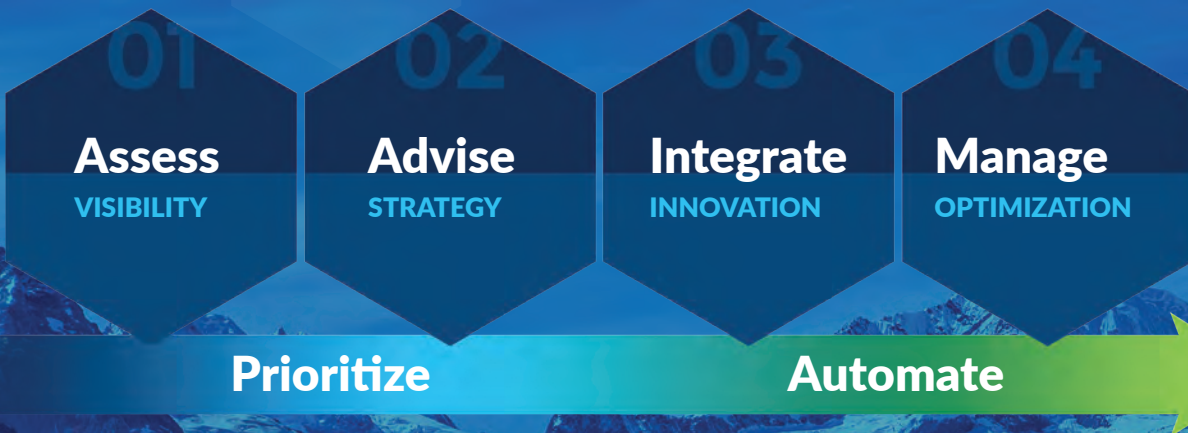 01
02
03
04
Assess
VISIBILITY
Advise
STRATEGY
Integrate
INNOVATION
Manage
OPTIMIZATION
Prioritize
Automate